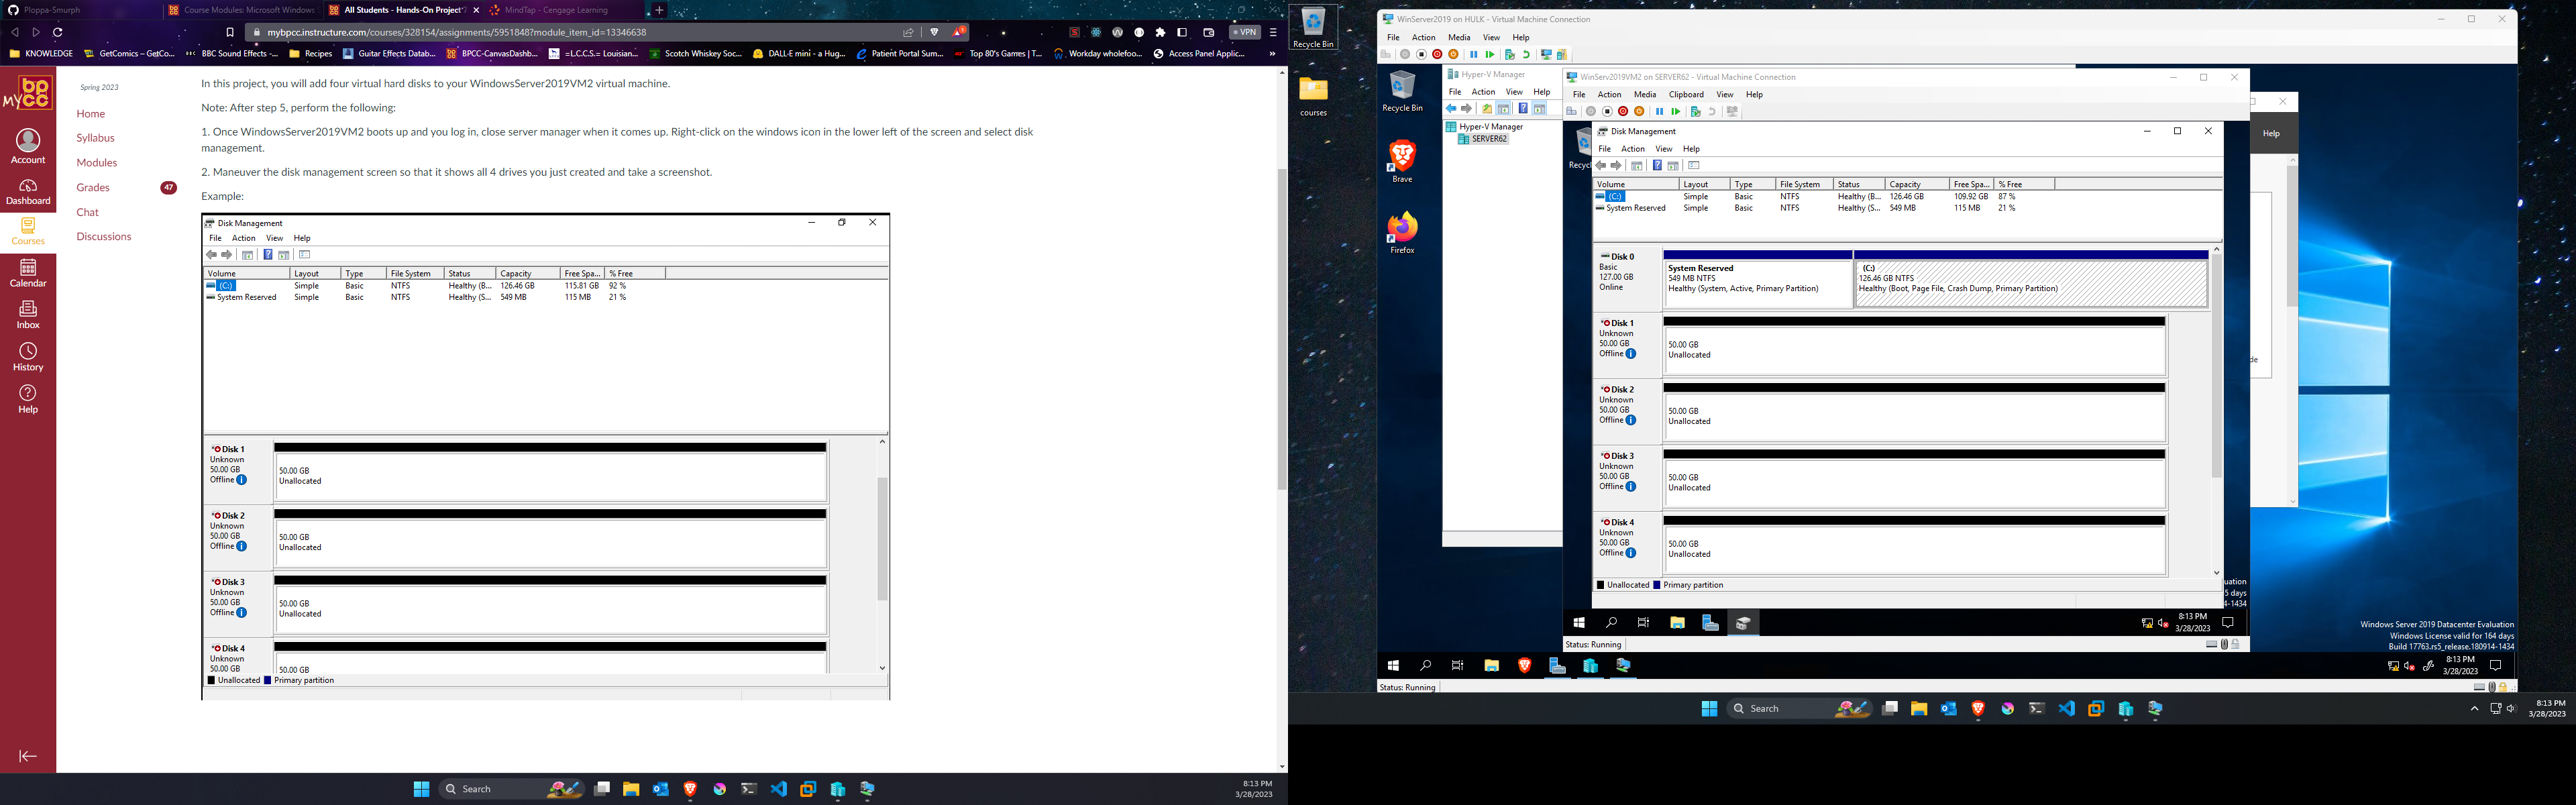 Ploppa-Smurph
Course Modules: Microsoft Windows S
All Students - Hands-On Project 7
MindTap - Cengage Learning
mybpcc.instructure.com/courses/328154/assignments/5951848?module_item_id=13346638
VPN
KNOWLEDGE
GetComics – GetCo...
BBC Sound Effects -...
Recipes
Guitar Effects Datab...
BPCC-CanvasDashb...
=L.C.C.S.= Louisian...
Scotch Whiskey Soc...
DALL·E mini - a Hug...
Patient Portal Sum...
Top 80's Games | T...
Workday wholefoo...
Access Panel Applic...
»
MY bp cc
Account
Dashboard
Courses
Calendar
Inbox
History
Help
Spring 2023
Home
Syllabus
Modules
Grades 47
Chat
Discussions
In this project, you will add four virtual hard disks to your WindowsServer2019VM2 virtual machine.
Note: After step 5, perform the following:
1. Once WindowsServer2019VM2 boots up and you log in, close server manager when it comes up. Right-click on the windows icon in the lower left of the screen and select disk
management.
2. Maneuver the disk management screen so that it shows all 4 drives you just created and take a screenshot.
Example:
Disk Management
File Action View Help
Volume Layout Type File System Status Capacity Free Spa... % Free
(C:) Simple Basic NTFS Healthy (B... 126.46 GB 115.81 GB 92 %
System Reserved Simple Basic NTFS Healthy (S... 549 MB 115 MB 21 %
Disk 1
Unknown
50.00 GB
Offline
50.00 GB
Unallocated
Disk 2
Unknown
50.00 GB
Offline
50.00 GB
Unallocated
Disk 3
Unknown
50.00 GB
Offline
50.00 GB
Unallocated
Disk 4
Unknown
50.00 GB
50.00 GB
Unallocated Primary partition
Search
8:13 PM
3/28/2023
Recycle Bin
courses
WinServer2019 on HULK - Virtual Machine Connection
File Action Media View Help
Recycle Bin
Brave
Firefox
Hyper-V Manager
File Action View Help
Hyper-V Manager
SERVER62
Help
WinServ2019VM2 on SERVER62 - Virtual Machine Connection
File Action Media Clipboard View Help
Recycl
Disk Management
File Action View Help
Volume Layout Type File System Status Capacity Free Spa... % Free
(C:) Simple Basic NTFS Healthy (B... 126.46 GB 109.92 GB 87 %
System Reserved Simple Basic NTFS Healthy (S... 549 MB 115 MB 21 %
Disk 0
Basic
127.00 GB
Online
System Reserved
549 MB NTFS
Healthy (System, Active, Primary Partition)
(C:)
126.46 GB NTFS
Healthy (Boot, Page File, Crash Dump, Primary Partition)
Disk 1
Unknown
50.00 GB
Offline
50.00 GB
Unallocated
Disk 2
Unknown
50.00 GB
Offline
50.00 GB
Unallocated
Disk 3
Unknown
50.00 GB
Offline
50.00 GB
Unallocated
Disk 4
Unknown
50.00 GB
Offline
50.00 GB
Unallocated
Unallocated Primary partition
de
uation
5 days
4-1434
8:13 PM
3/28/2023
Status: Running
Windows Server 2019 Datacenter Evaluation
Windows License valid for 164 days
Build 17763.rs5_release.180914-1434
8:13 PM
3/28/2023
Status: Running
Search
8:13 PM
3/28/2023